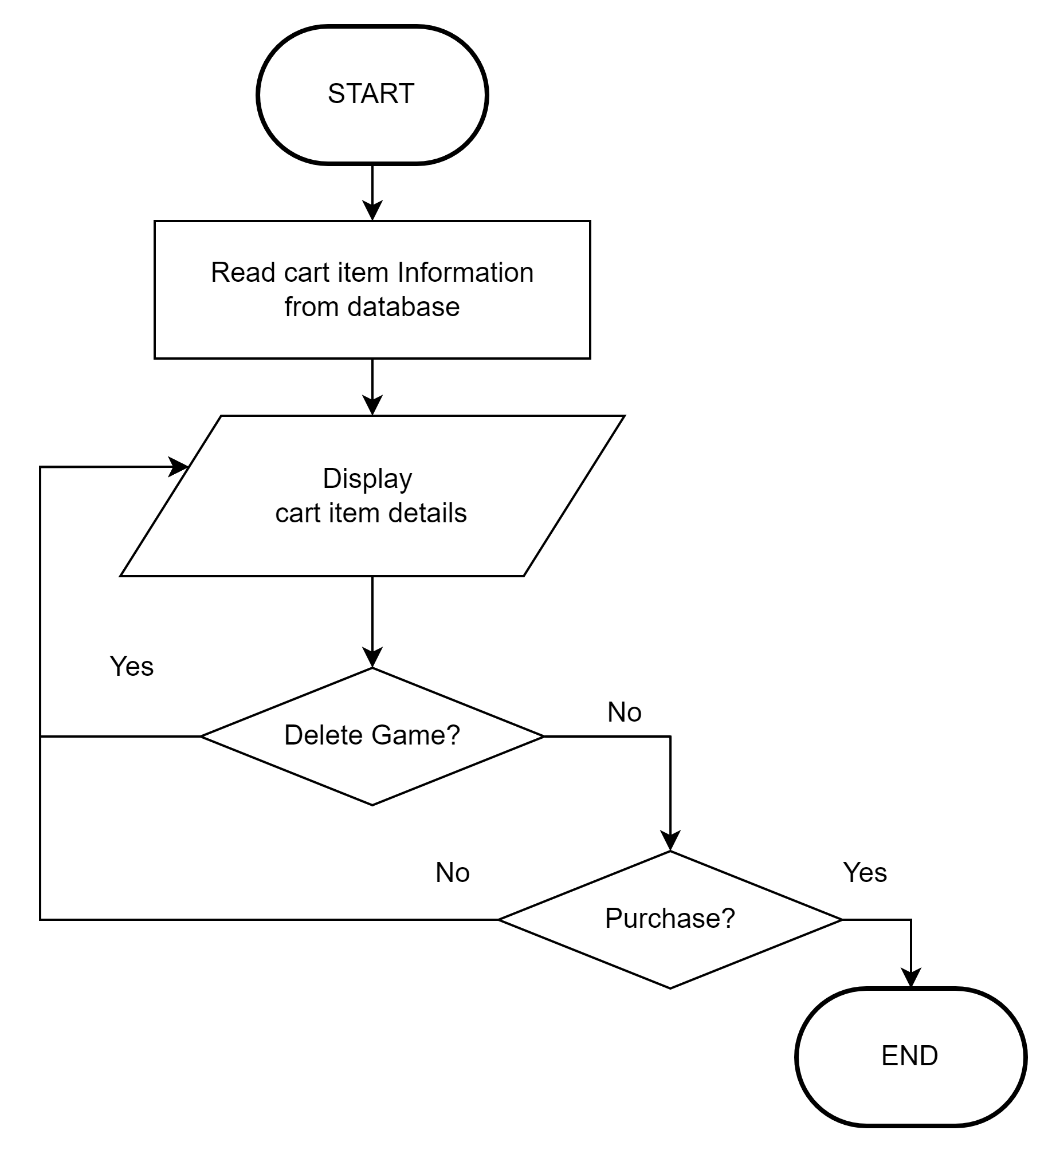 START
Read cart item Information
from database
Display
cart item details
Yes
Delete Game?
No
No
Purchase?
Yes
END